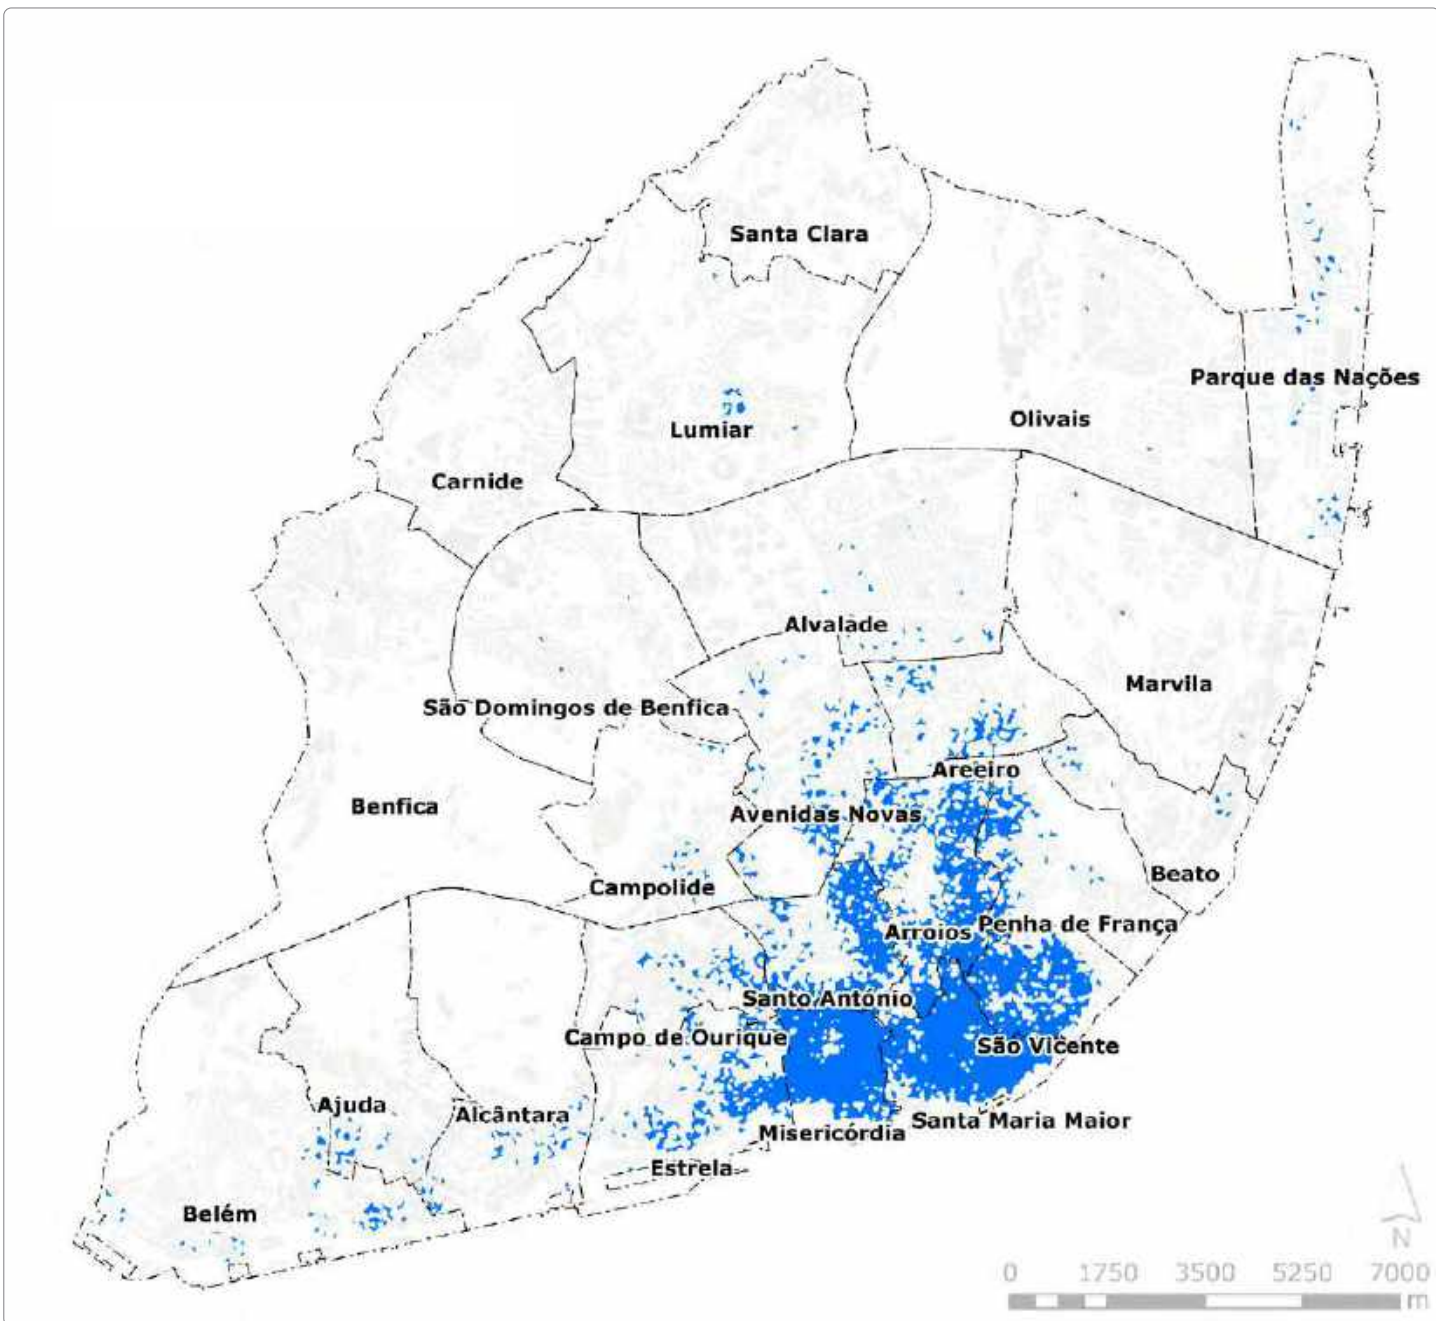 Santa Clara
Parque das Nações
Olivais
Lumiar
Carnide
Alvalade
Marvila
São Domingos de Benfica
Areeiro
Benfica
Avenidas Novas
Beato
Campolide
Penha de França
Arroios
Santo António
Campo de Ourique
São Vicente
Ajuda
Alcântara
Santa Maria Maior
Misericórdia
Estrela
Belém
N
0 1750 3500 5250 7000
m